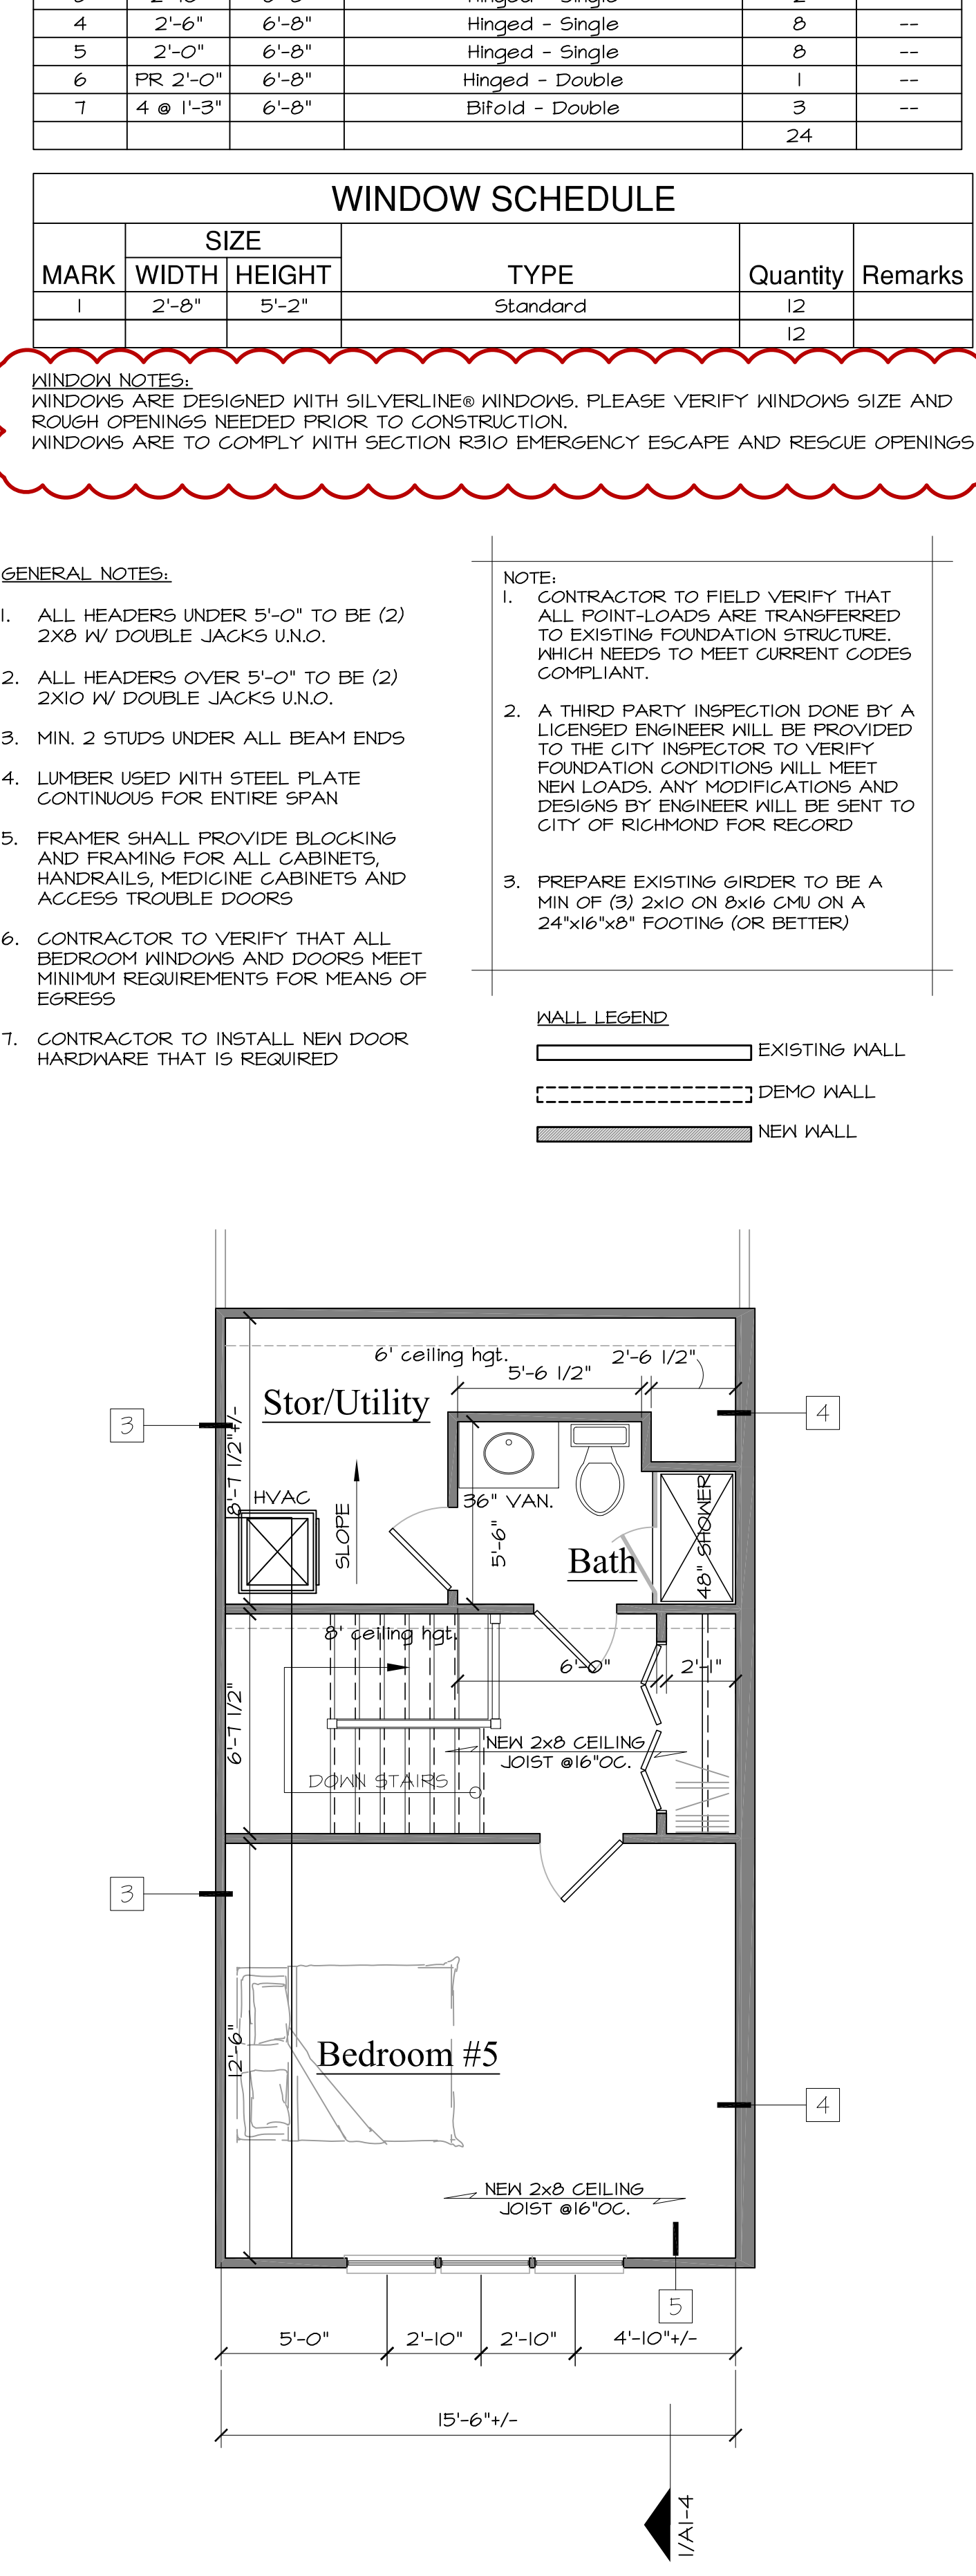 4 2'-6" 6'-8" Hinged - Single 8 --
5 2'-0" 6'-8" Hinged - Single 8 --
6 PR 2'-0" 6'-8" Hinged - Double 1 --
7 4 @ 1'-3" 6'-8" Bifold - Double 3 --
24
WINDOW SCHEDULE
SIZE
MARK WIDTH HEIGHT TYPE Quantity Remarks
1 2'-8" 5'-2" Standard 12
12
WINDOW NOTES:
WINDOWS ARE DESIGNED WITH SILVERLINE® WINDOWS. PLEASE VERIFY WINDOWS SIZE AND
ROUGH OPENINGS NEEDED PRIOR TO CONSTRUCTION.
WINDOWS ARE TO COMPLY WITH SECTION R310 EMERGENCY ESCAPE AND RESCUE OPENINGS
GENERAL NOTES:
1. ALL HEADERS UNDER 5'-0" TO BE (2)
2X8 W/ DOUBLE JACKS U.N.O.
2. ALL HEADERS OVER 5'-0" TO BE (2)
2X10 W/ DOUBLE JACKS U.N.O.
3. MIN. 2 STUDS UNDER ALL BEAM ENDS
4. LUMBER USED WITH STEEL PLATE
CONTINUOUS FOR ENTIRE SPAN
5. FRAMER SHALL PROVIDE BLOCKING
AND FRAMING FOR ALL CABINETS,
HANDRAILS, MEDICINE CABINETS AND
ACCESS TROUBLE DOORS
6. CONTRACTOR TO VERIFY THAT ALL
BEDROOM WINDOWS AND DOORS MEET
MINIMUM REQUIREMENTS FOR MEANS OF
EGRESS
7. CONTRACTOR TO INSTALL NEW DOOR
HARDWARE THAT IS REQUIRED
NOTE:
1. CONTRACTOR TO FIELD VERIFY THAT
ALL POINT-LOADS ARE TRANSFERRED
TO EXISTING FOUNDATION STRUCTURE.
WHICH NEEDS TO MEET CURRENT CODES
COMPLIANT.
2. A THIRD PARTY INSPECTION DONE BY A
LICENSED ENGINEER WILL BE PROVIDED
TO THE CITY INSPECTOR TO VERIFY
FOUNDATION CONDITIONS WILL MEET
NEW LOADS. ANY MODIFICATIONS AND
DESIGNS BY ENGINEER WILL BE SENT TO
CITY OF RICHMOND FOR RECORD
3. PREPARE EXISTING GIRDER TO BE A
MIN OF (3) 2x10 ON 8x16 CMU ON A
24"x16"x8" FOOTING (OR BETTER)
WALL LEGEND
EXISTING WALL
DEMO WALL
NEW WALL
6' ceiling hgt.
2'-6 1/2"
5'-6 1/2"
Stor/Utility
3
4
8'-7 1/2"+/-
HVAC
SLOPE
36" VAN.
5'-6"
Bath
48" SHOWER
8' ceiling hgt.
6'-0"
2'-1"
6'-7 1/2"
NEW 2x8 CEILING
JOIST @16"OC.
DOWN STAIRS
3
12'-6"
Bedroom #5
4
NEW 2x8 CEILING
JOIST @16"OC.
5
5'-0" 2'-10" 2'-10" 4'-10"+/-
15'-6"+/-
1/A1-4